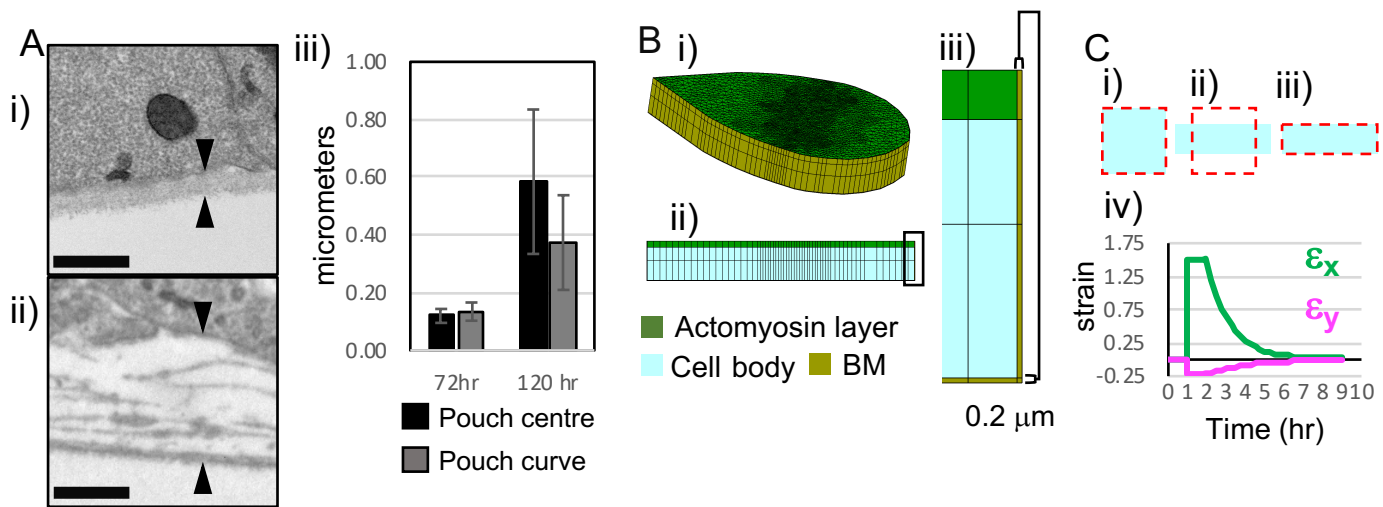 A
i)
ii)
iii)
micrometers
1.00
0.80
0.60
0.40
0.20
0.00
72hr 120 hr
Pouch centre
Pouch curve
B
i)
ii)
Actomyosin layer
Cell body BM
iii)
0.2 μm
C
i) ii) iii)
iv)
strain
1.75
1.25
0.75
0.25
-0.25
εx
εy
0 1 2 3 4 5 6 7 8 9 10
Time (hr)